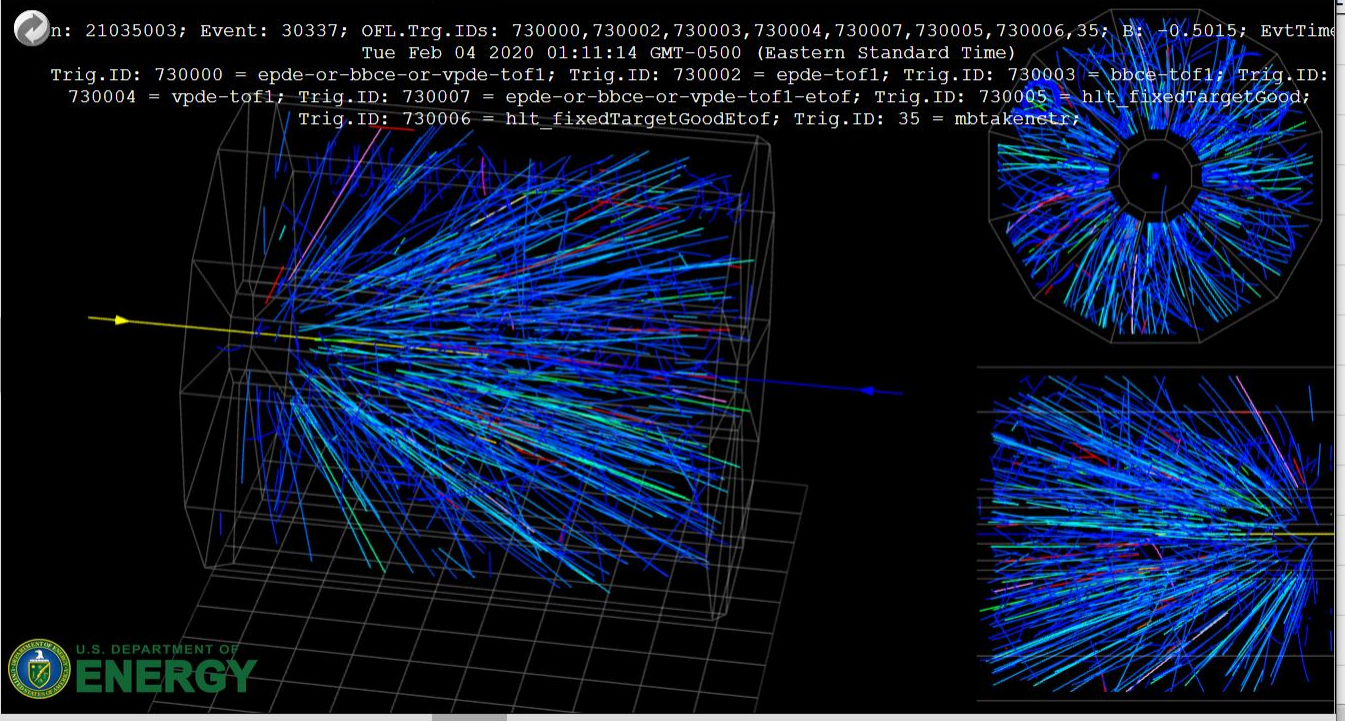 n: 21035003; Event: 30337; OFL.Trg.IDs: 730000,730002,730003,730004,730007,730005,730006,35; B: -0.5015; EvtTime
Tue Feb 04 2020 01:11:14 GMT-0500 (Eastern Standard Time)
Trig.ID: 730000 = epde-or-bbce-or-vpde-tof1; Trig.ID: 730002 = epde-tof1; Trig.ID: 730003 = bbce-tof1; Trig.ID:
730004 = vpde-tof1; Trig.ID: 730007 = epde-or-bbce-or-vpde-tof1-etof; Trig.ID: 730005 = hlt_fixedTargetGood;
Trig.ID: 730006 = hlt_fixedTargetGoodEtof; Trig.ID: 35 = mbtakenctr;
U.S. DEPARTMENT OF
ENERGY